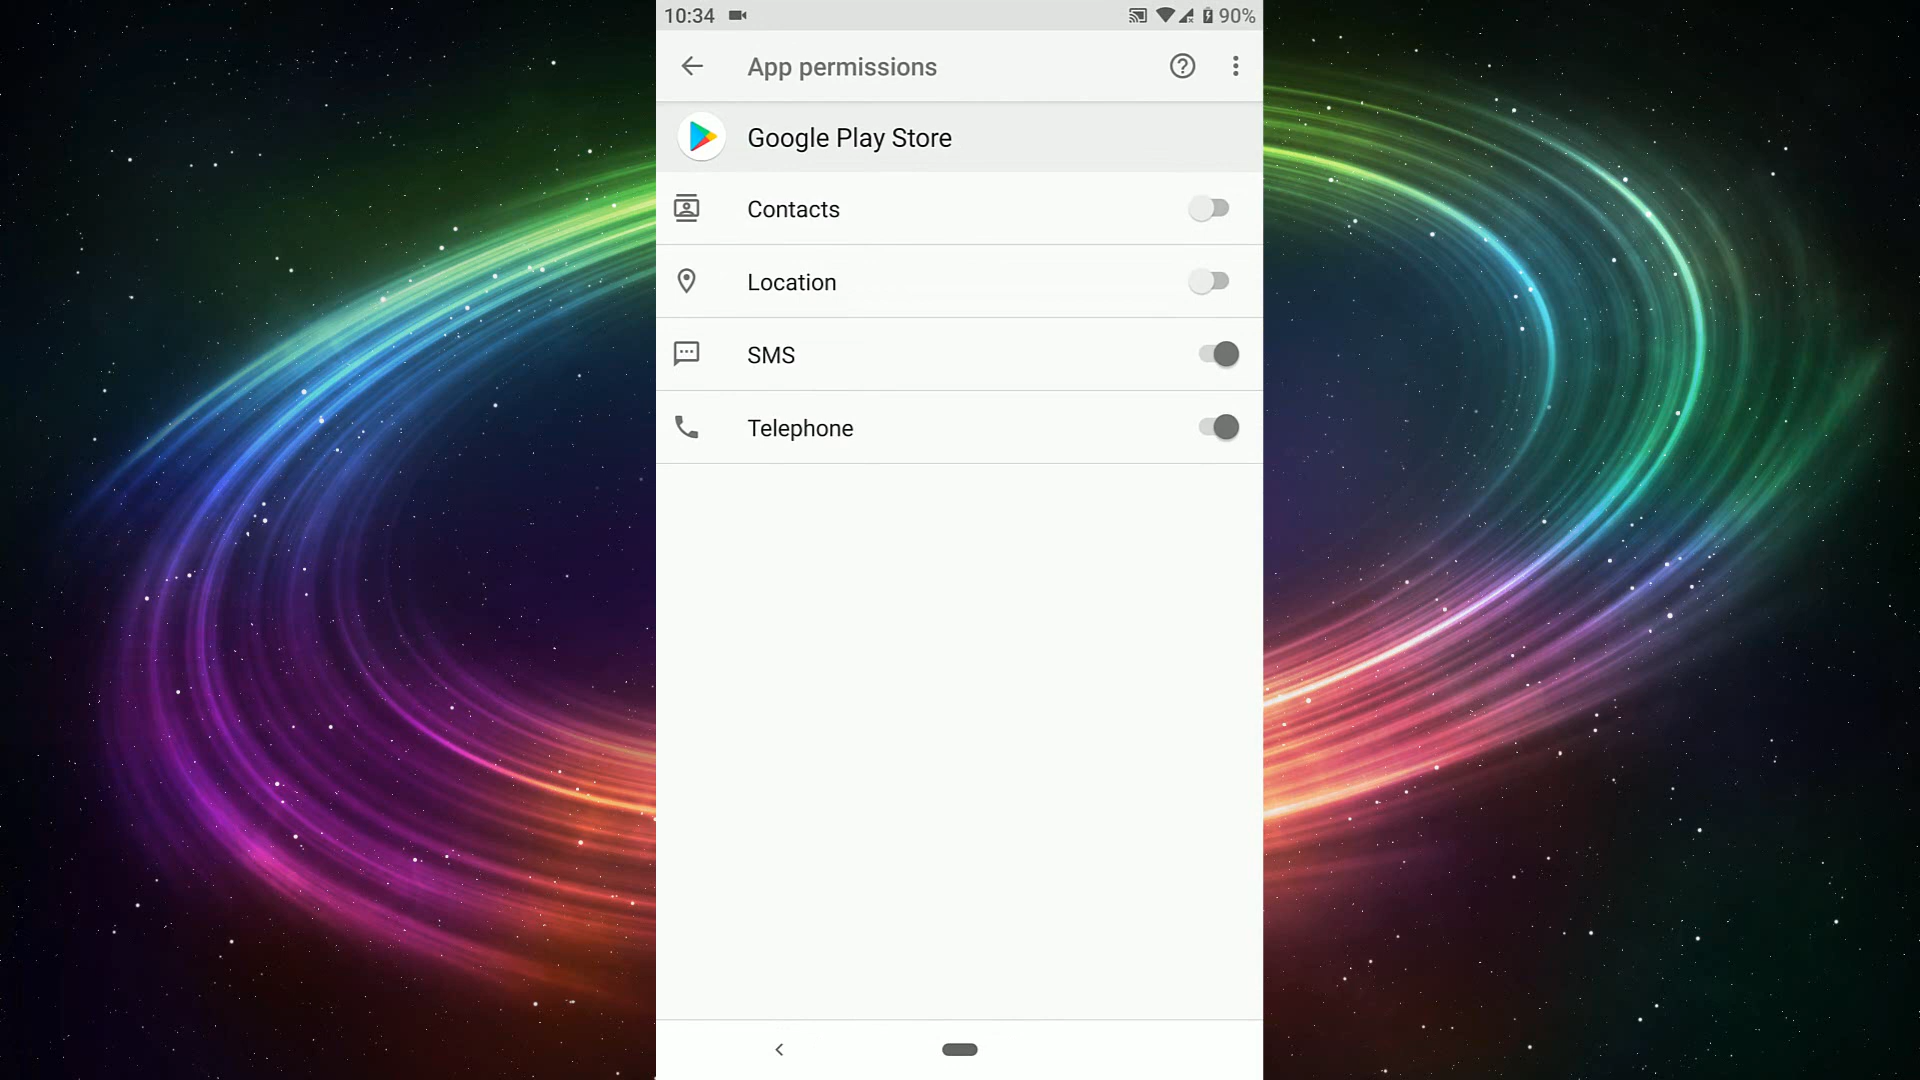 10:34 90%
App permissions
Google Play Store
Contacts
Location
SMS
Telephone